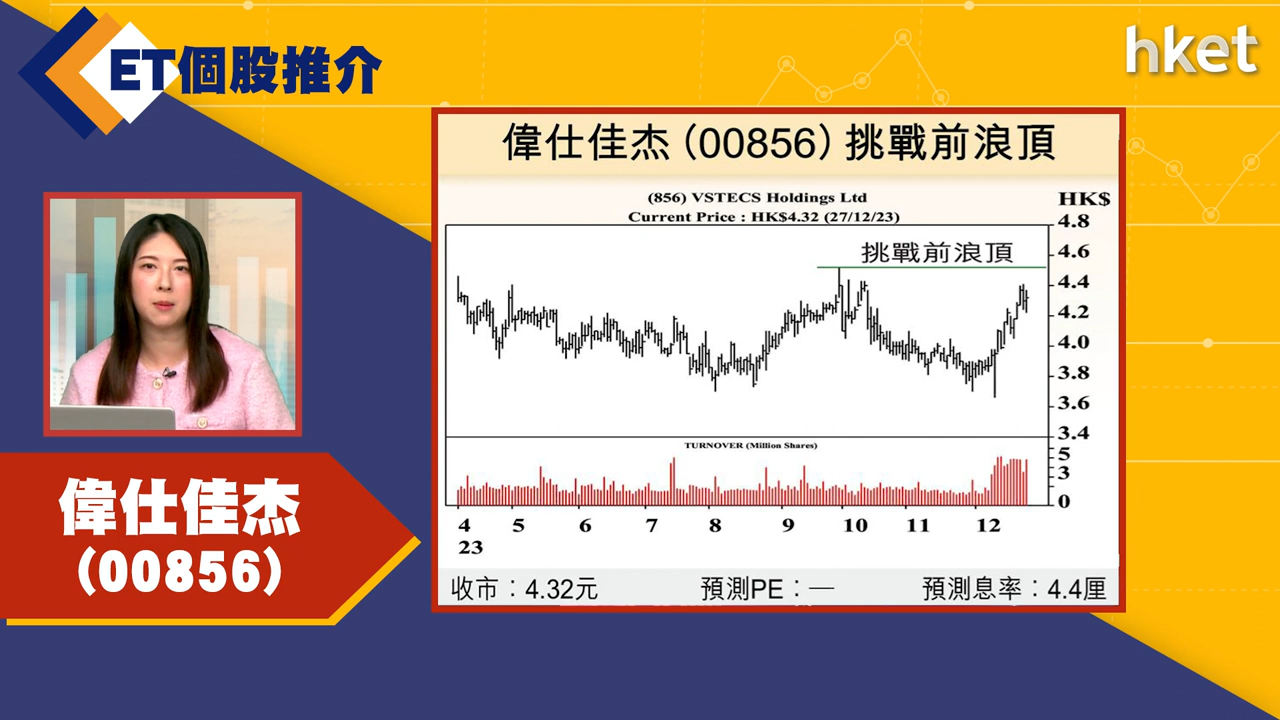 ET個股推介
hket
偉仕佳杰(00856)挑戰前浪頂
(856) VSTECS Holdings Ltd
Current Price : HK$4.32 (27/12/23)
HK$
4.8
挑戰前浪頂
4.6
4.4
4.2
4.0
3.8
3.6
3.4
TURNOVER (Million Shares)
5
3
0
4 5 6 7 8 9 10 11 12
23
收市：4.32元 預測PE：— 預測息率：4.4厘
偉仕佳杰
(00856)